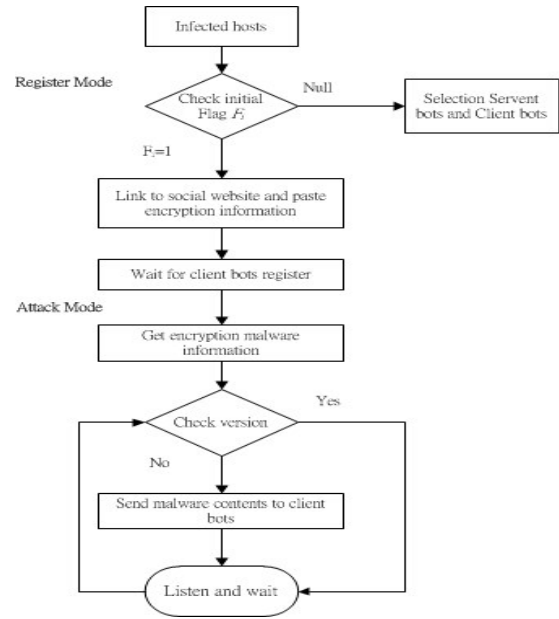 Infected hosts
Register Mode
Check initial
Flag Fi
Null
Selection Servent
bots and Client bots
Fi=1
Link to social website and paste
encryption information
Wait for client bots register
Attack Mode
Get encryption malware
information
Check version
Yes
No
Send malware contents to client
bots
Listen and wait